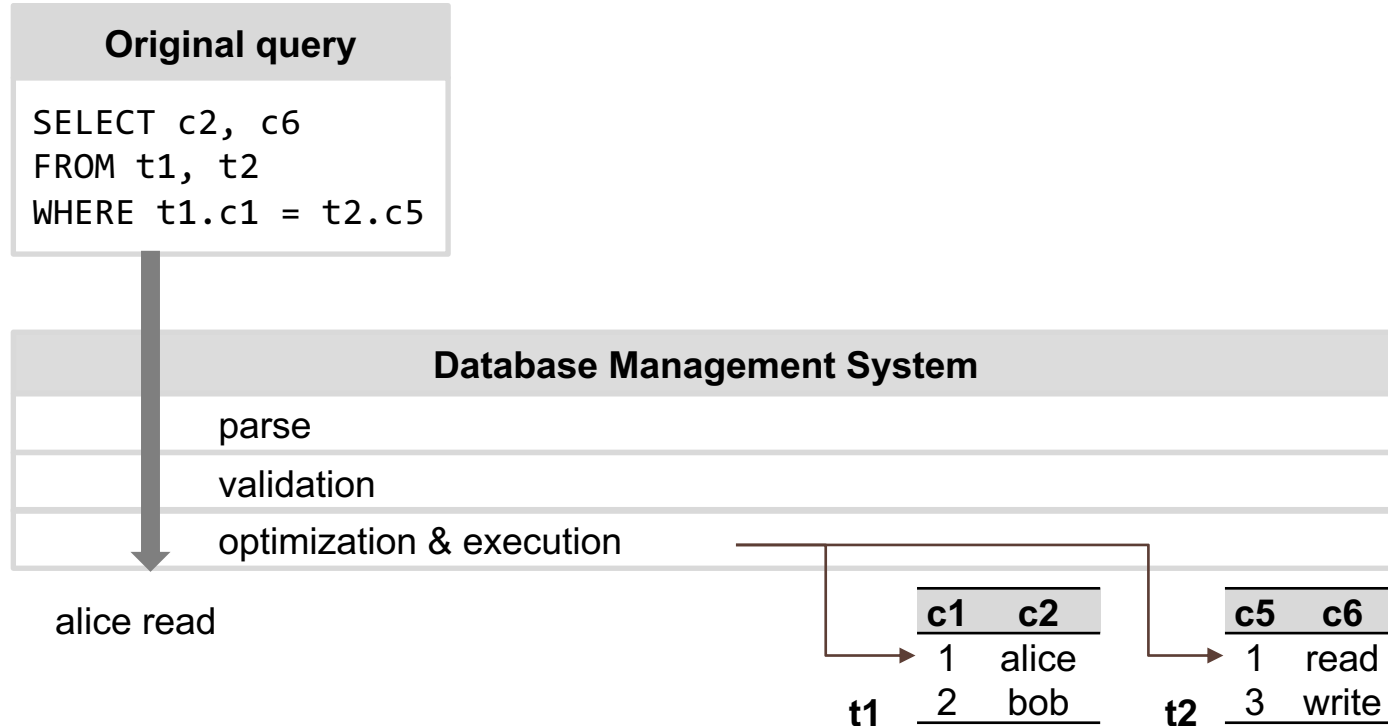 Original query
SELECT c2, c6
FROM t1, t2
WHERE t1.c1 = t2.c5
Database Management System
parse
validation
optimization & execution
alice read
t1
c1 c2
1 alice
2 bob
t2
c5 c6
1 read
3 write